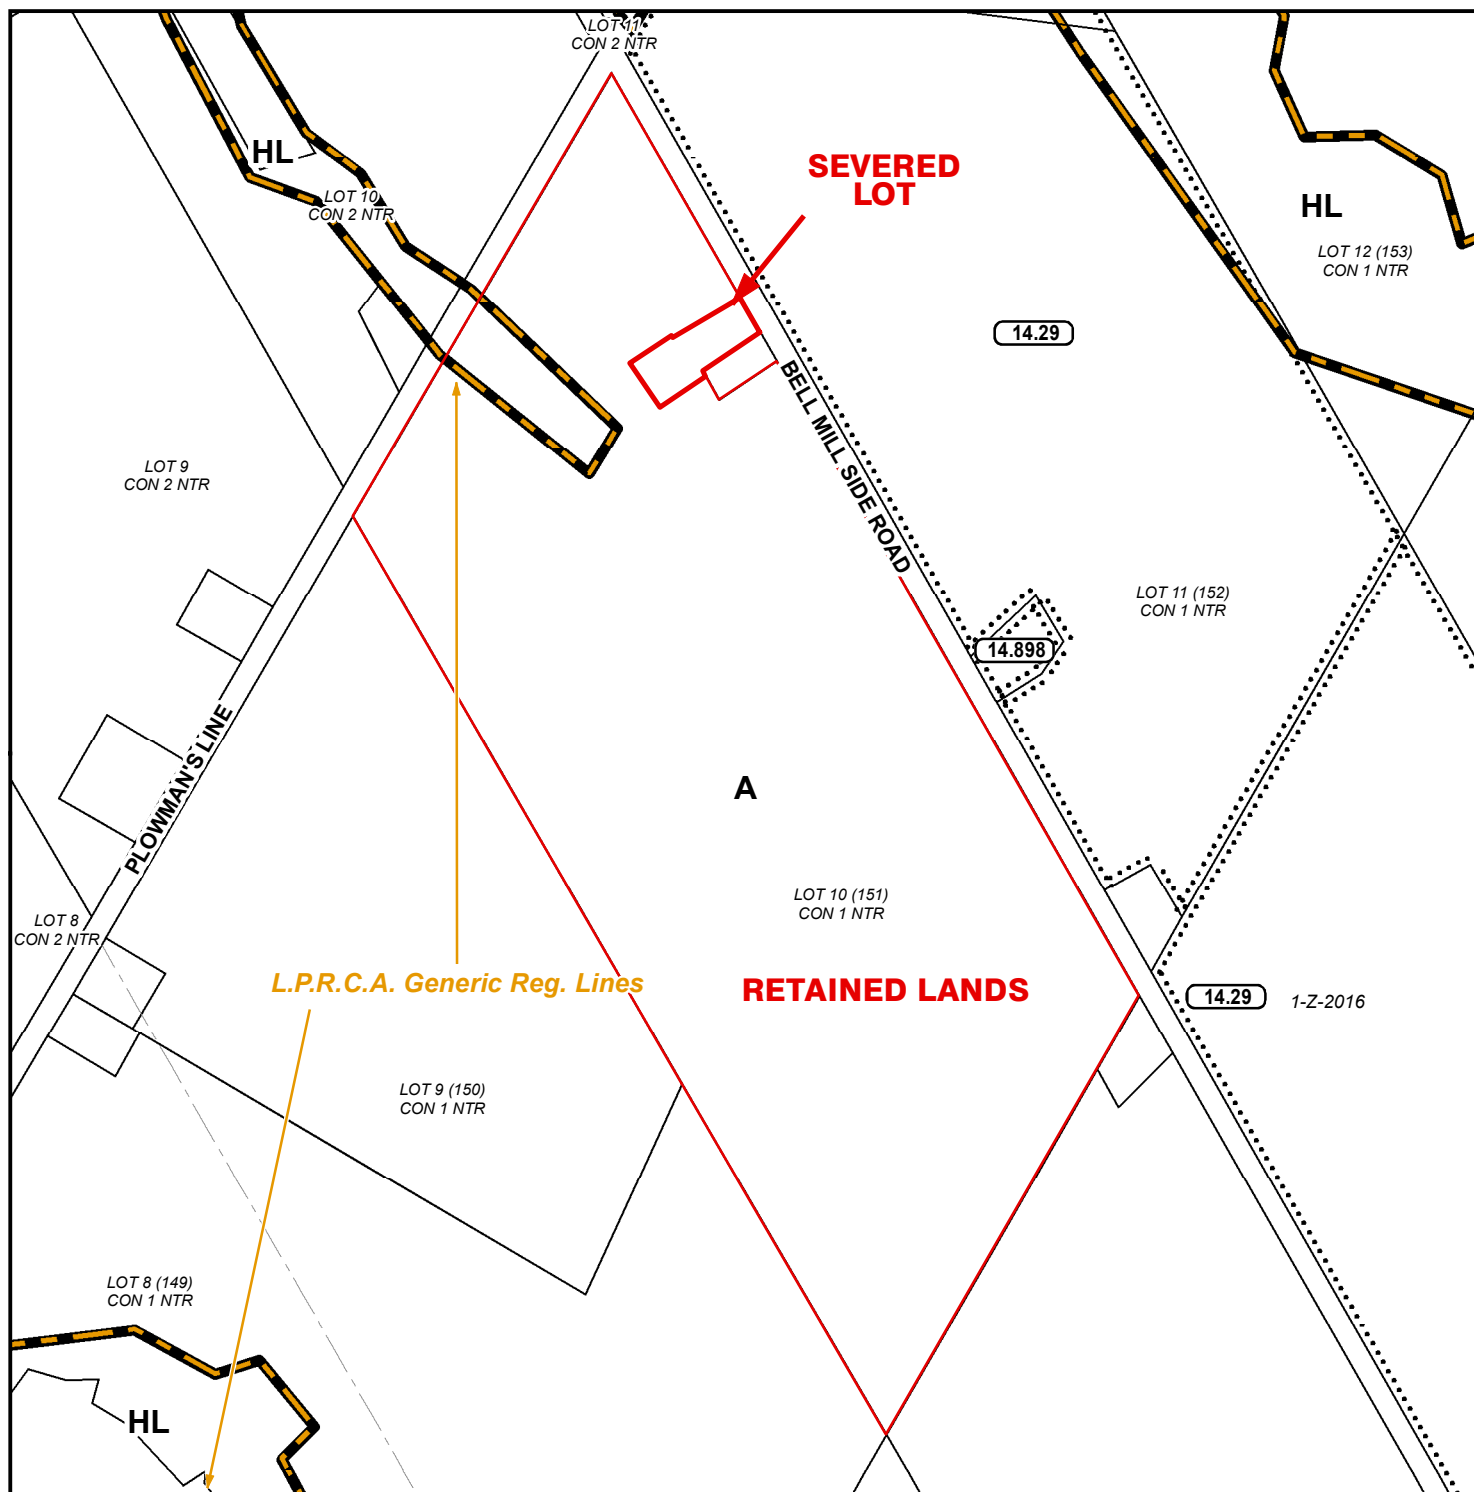 LOT 11
CON 2 NTR
HL
LOT 10
CON 2 NTR
SEVERED
LOT
HL
LOT 12 (153)
CON 1 NTR
14.29
BELL MILL SIDE ROAD
LOT 9
CON 2 NTR
LOT 11 (152)
CON 1 NTR
14.898
PLOWMAN'S LINE
A
LOT 10 (151)
CON 1 NTR
LOT 8
CON 2 NTR
L.P.R.C.A. Generic Reg. Lines
RETAINED LANDS
14.29
1-Z-2016
LOT 9 (150)
CON 1 NTR
LOT 8 (149)
CON 1 NTR
HL